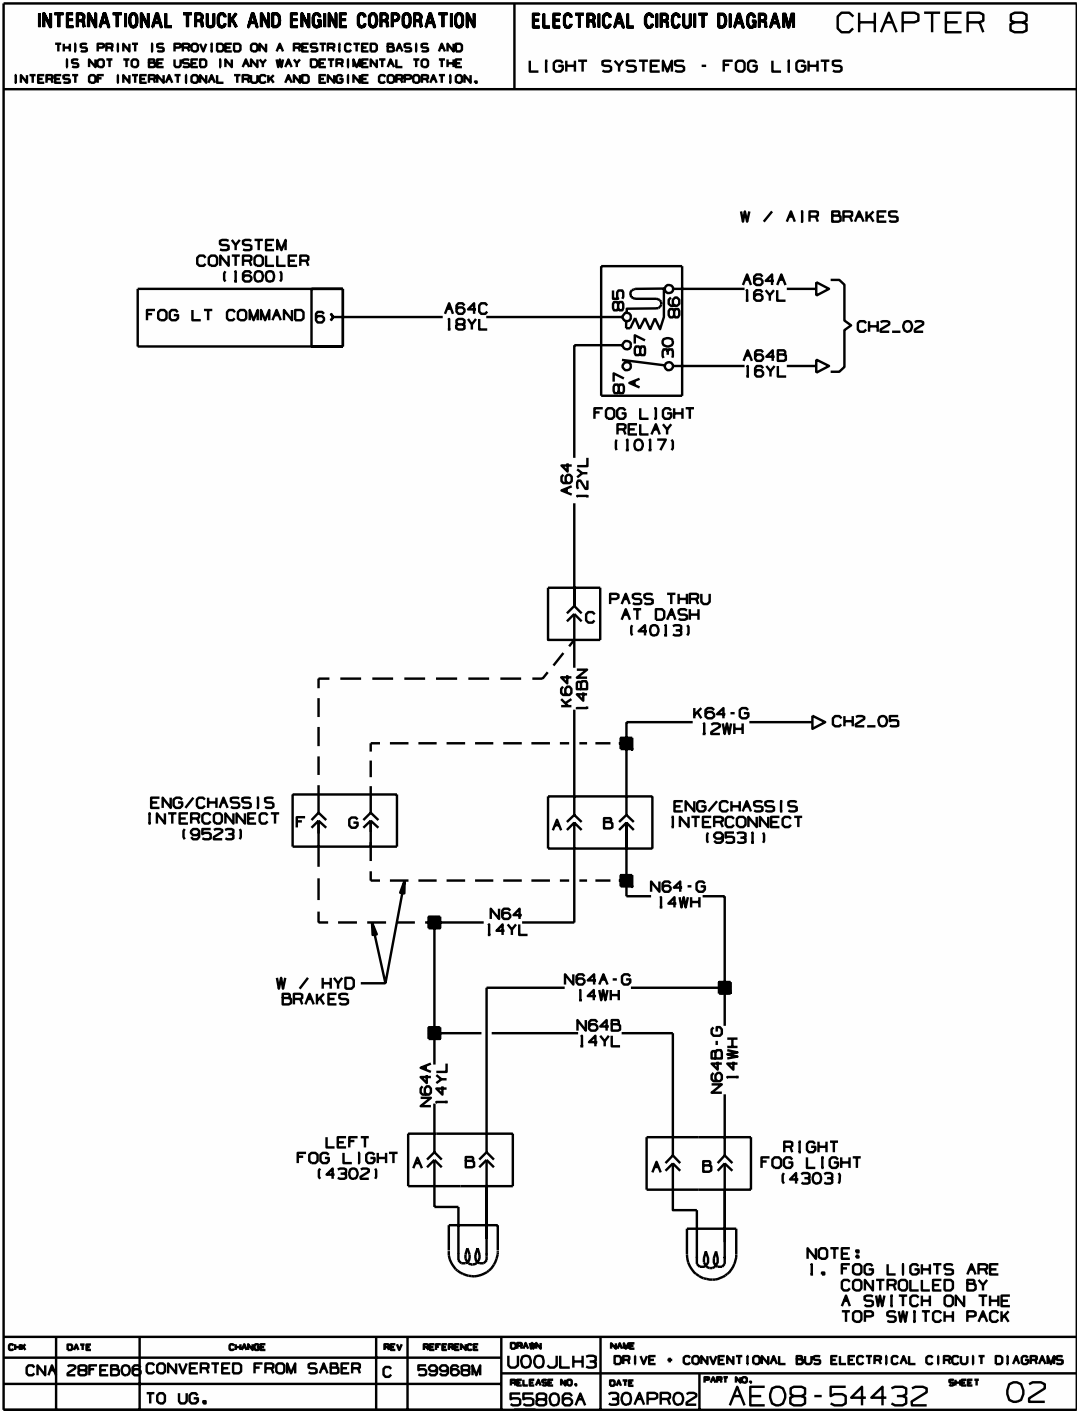 INTERNATIONAL TRUCK AND ENGINE CORPORATION
THIS PRINT IS PROVIDED ON A RESTRICTED BASIS AND
IS NOT TO BE USED IN ANY WAY DETRIMENTAL TO THE
INTEREST OF INTERNATIONAL TRUCK AND ENGINE CORPORATION.
ELECTRICAL CIRCUIT DIAGRAM
CHAPTER 8
LIGHT SYSTEMS - FOG LIGHTS
W / AIR BRAKES
SYSTEM
CONTROLLER
(1600)
FOG LT COMMAND 6
A64C
18YL
85
86
87
30
87
A
A64A
16YL
CH2_02
A64B
16YL
FOG LIGHT
RELAY
(1017)
A64
12YL
C
PASS THRU
AT DASH
(4013)
K64
14BN
K64-G
12WH
CH2_05
ENG/CHASSIS
INTERCONNECT
(9523)
F
G
A
B
ENG/CHASSIS
INTERCONNECT
(9531)
N64-G
14WH
N64
14YL
W / HYD
BRAKES
N64A-G
14WH
N64B
14YL
N64A
14YL
N64B-G
14WH
LEFT
FOG LIGHT
(4302)
A
B
A
B
RIGHT
FOG LIGHT
(4303)
NOTE:
1. FOG LIGHTS ARE
CONTROLLED BY
A SWITCH ON THE
TOP SWITCH PACK
CHK
DATE
CHANGE
REV
REFERENCE
DRAWN
NAME
CNA
28FEB06
CONVERTED FROM SABER
C
59968M
U00JLH3
DRIVE • CONVENTIONAL BUS ELECTRICAL CIRCUIT DIAGRAMS
TO UG.
RELEASE NO.
55806A
DATE
30APR02
PART NO.
AE08-54432
SHEET
02